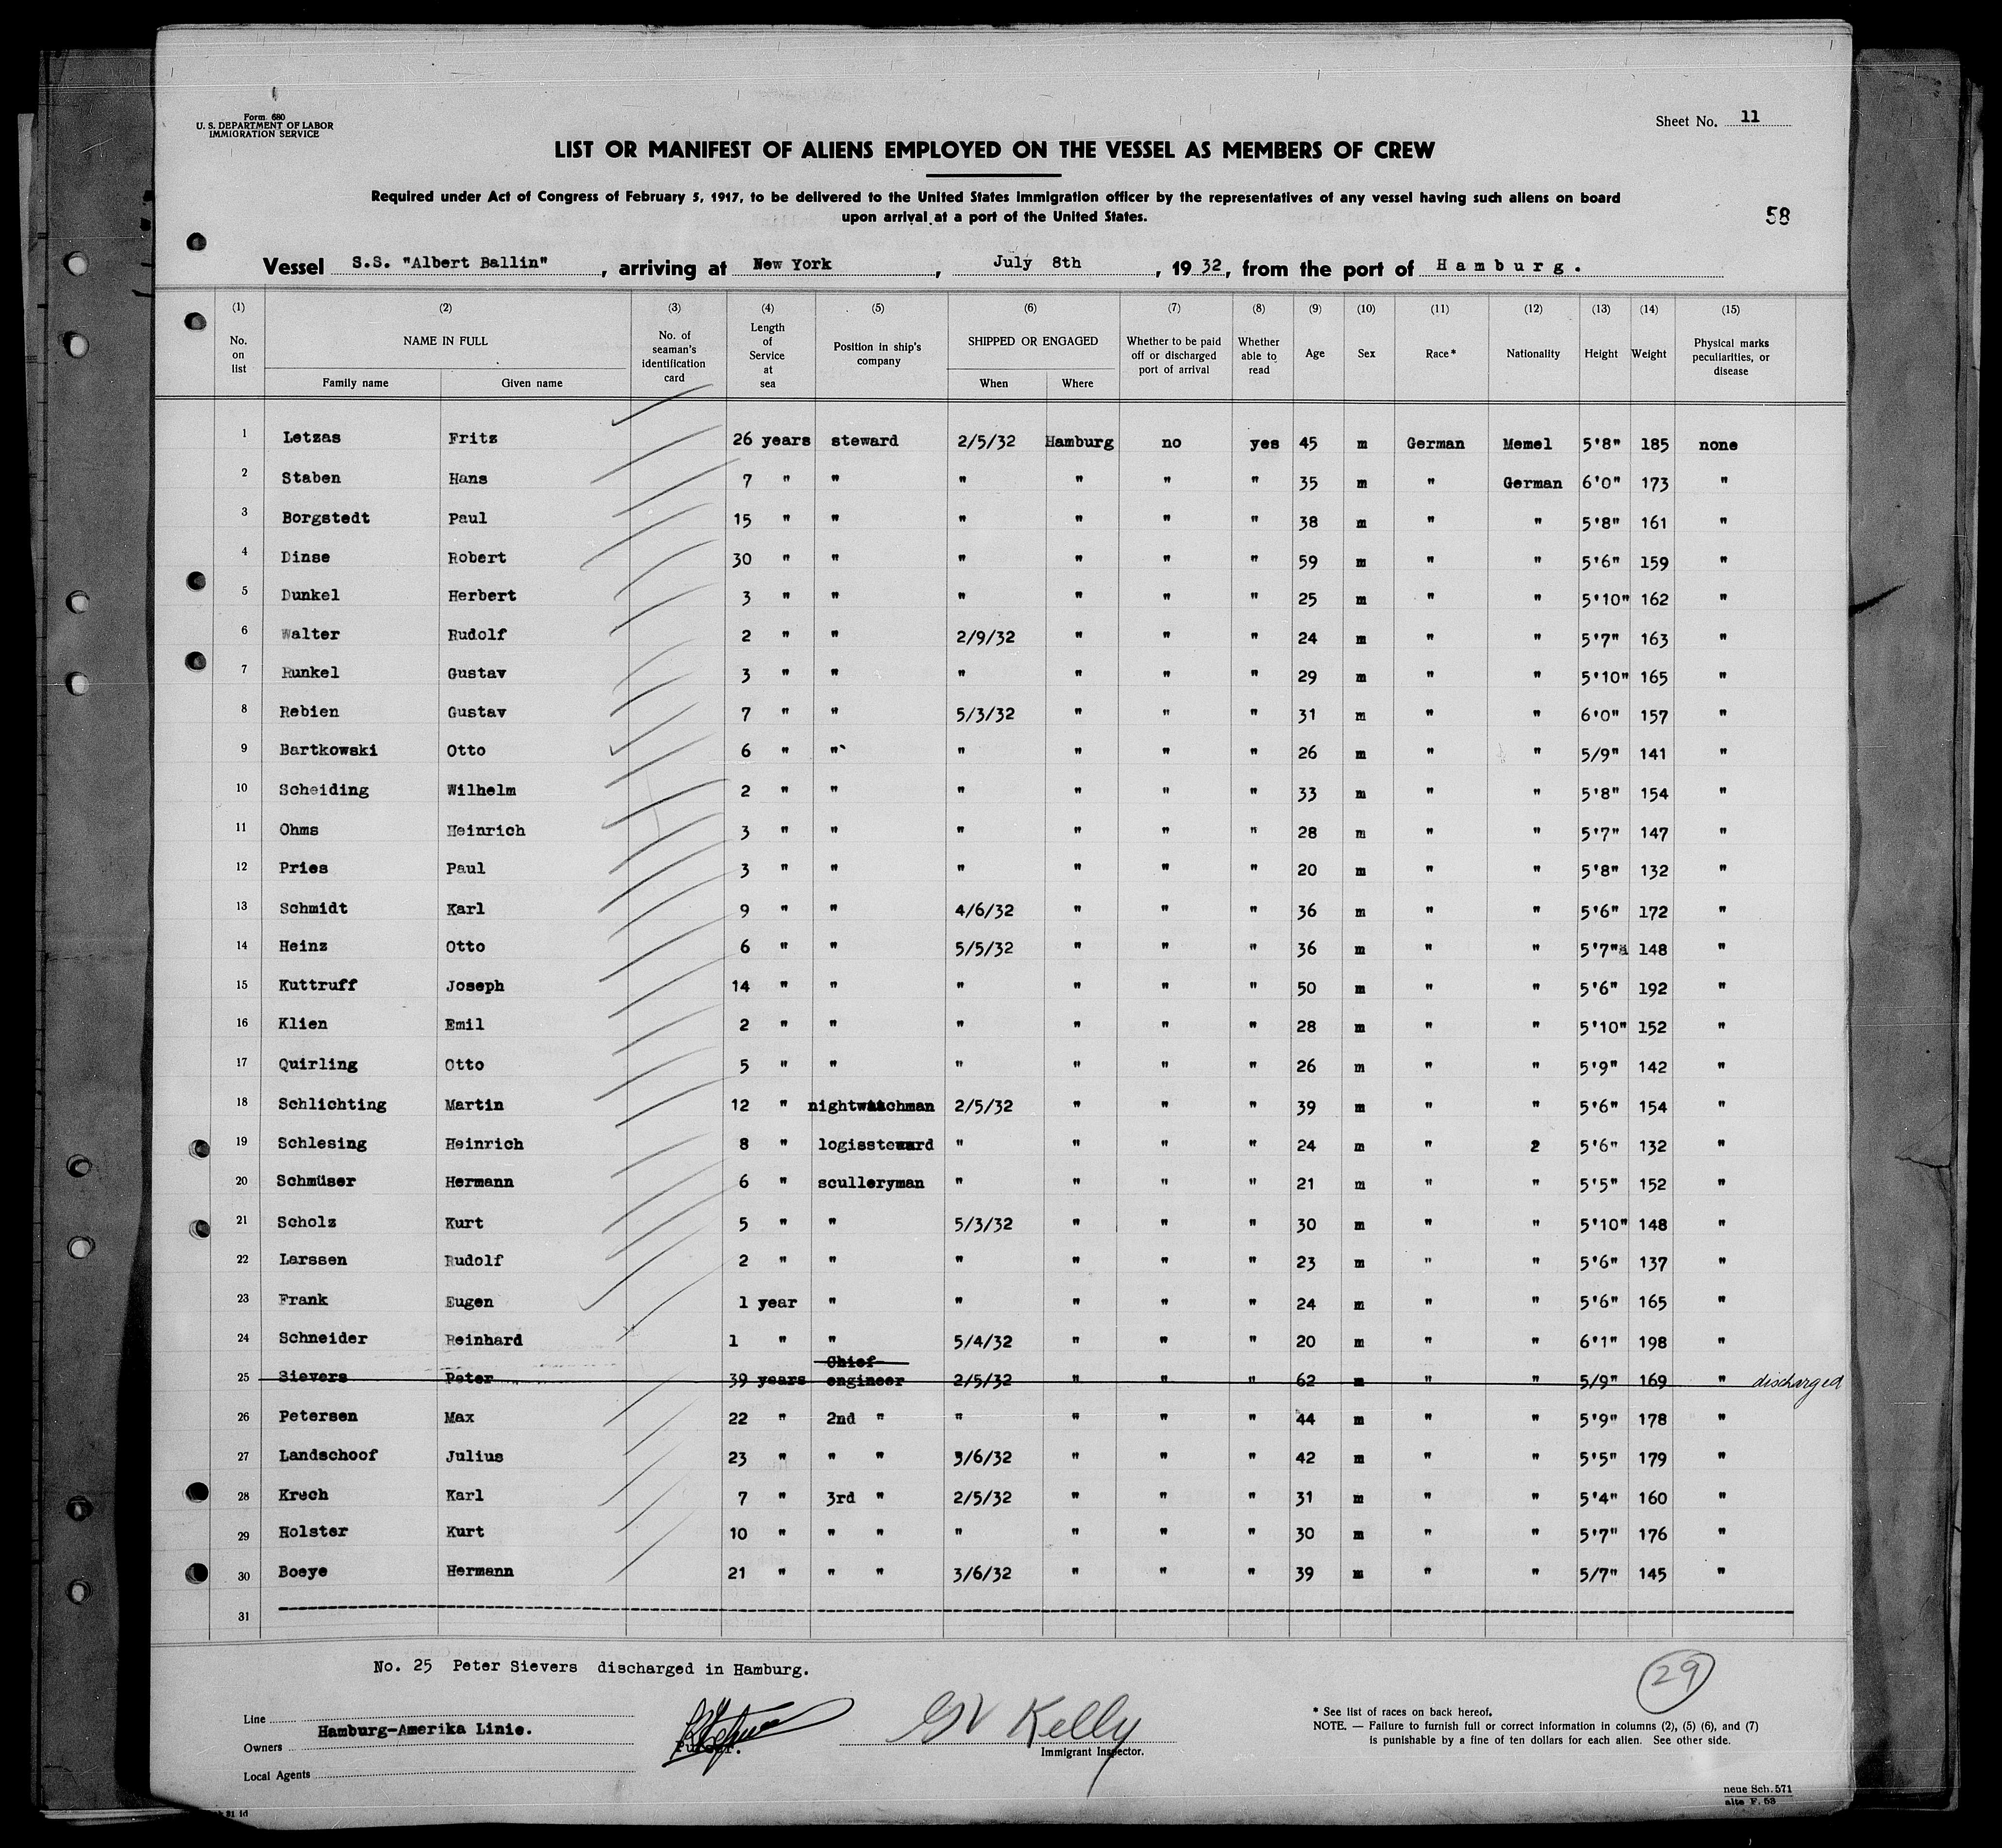 Form 680
U. S. DEPARTMENT OF LABOR
IMMIGRATION SERVICE
Sheet No. 11
LIST OR MANIFEST OF ALIENS EMPLOYED ON THE VESSEL AS MEMBERS OF CREW
Required under Act of Congress of February 5, 1917, to be delivered to the United States immigration officer by the representatives of any vessel having such aliens on board
upon arrival at a port of the United States.
58
Vessel S.S. "Albert Ballin", arriving at New York, July 8th, 1932, from the port of Hamburg.
(1) (2) (3) (4) (5) (6) (7) (8) (9) (10) (11) (12) (13) (14) (15)
No. on list NAME IN FULL Family name Given name No. of seaman's identification card Length of Service at sea Position in ship's company SHIPPED OR ENGAGED When Where Whether to be paid off or discharged port of arrival Whether able to read Age Sex Race* Nationality Height Weight Physical marks peculiarities, or disease
1 Letzas Fritz 26 years steward 2/5/32 Hamburg no yes 45 m German Memel 5'8" 185 none
2 Staben Hans 7 " " " " " " 35 m " German 6'0" 173 "
3 Borgstedt Paul 15 " " " " " " 38 m " " 5'8" 161 "
4 Dinse Robert 30 " " " " " " 59 m " " 5'6" 159 "
5 Dunkel Herbert 3 " " " " " " 25 m " " 5'10" 162 "
6 Walter Rudolf 2 " " 2/9/32 " " " 24 m " " 5'7" 163 "
7 Runkel Gustav 3 " " " " " " 29 m " " 5'10" 165 "
8 Rebien Gustav 7 " " 5/3/32 " " " 31 m " " 6'0" 157 "
9 Bartkowski Otto 6 " " " " " " 26 m " " 5/9" 141 "
10 Scheiding Wilhelm 2 " " " " " " 33 m " " 5'8" 154 "
11 Ohms Heinrich 3 " " " " " " 28 m " " 5'7" 147 "
12 Pries Paul 3 " " " " " " 20 m " " 5'8" 132 "
13 Schmidt Karl 9 " " 4/6/32 " " " 36 m " " 5'6" 172 "
14 Heinz Otto 6 " " 5/5/32 " " " 36 m " " 5'7" 148 "
15 Kuttruff Joseph 14 " " " " " " 50 m " " 5'6" 192 "
16 Klien Emil 2 " " " " " " 28 m " " 5'10" 152 "
17 Quirling Otto 5 " " " " " " 26 m " " 5'9" 142 "
18 Schlichting Martin 12 " nightwatchman 2/5/32 " " " 39 m " " 5'6" 154 "
19 Schlesing Heinrich 8 " logissteward " " " " 24 m " 2 5'6" 132 "
20 Schmüser Hermann 6 " sculleryman " " " " 21 m " " 5'5" 152 "
21 Scholz Kurt 5 " " 5/3/32 " " " 30 m " " 5'10" 148 "
22 Larssen Rudolf 2 " " " " " " 23 m " " 5'6" 137 "
23 Frank Eugen 1 year " " " " " 24 m " " 5'6" 165 "
24 Schneider Reinhard 1 " " 5/4/32 " " " 20 m " " 6'1" 198 "
25 Sievers Peter 39 years Chief engineer 2/5/32 " " " 62 m " " 5/9" 169 " discharged
26 Petersen Max 22 " 2nd " " " " " 44 m " " 5'9" 178 "
27 Landschoof Julius 23 " " " 3/6/32 " " " 42 m " " 5'5" 179 "
28 Krech Karl 7 " 3rd " 2/5/32 " " " 31 m " " 5'4" 160 "
29 Holster Kurt 10 " " " " " " " 30 m " " 5'7" 176 "
30 Boeye Hermann 21 " " " 3/6/32 " " " 39 m " " 5/7" 145 "
31
No. 25 Peter Sievers discharged in Hamburg.
29
Line
Hamburg-Amerika Linie.
Owners
Local Agents
Purser.
GV Kelly
Immigrant Inspector.
* See list of races on back hereof.
NOTE. — Failure to furnish full or correct information in columns (2), (5) (6), and (7)
is punishable by a fine of ten dollars for each alien. See other side.
neue Sch. 571
alte F. 53